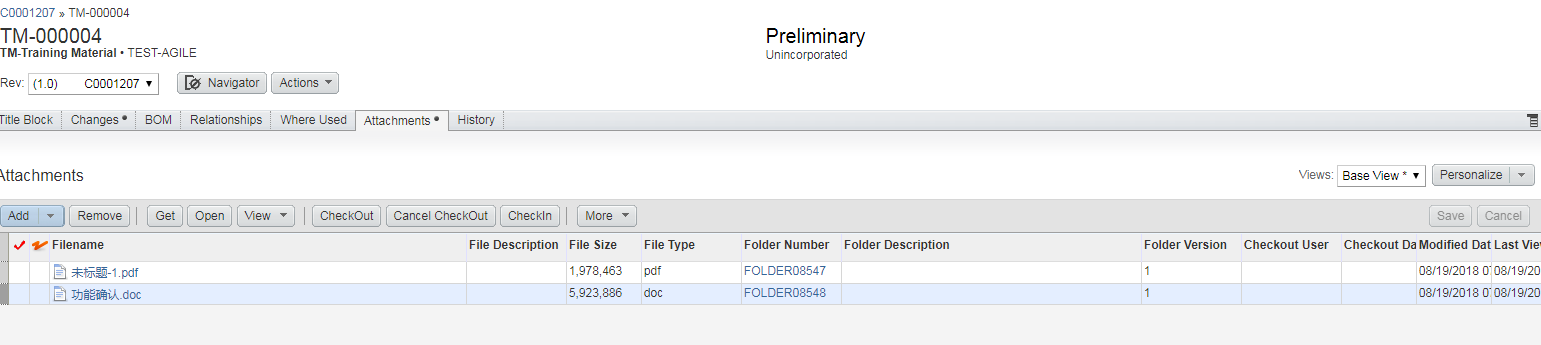 C0001207 » TM-000004
TM-000004
Preliminary
TM-Training Material • TEST-AGILE
Unincorporated
Rev: (1.0) C0001207 Navigator Actions
Title Block Changes • BOM Relationships Where Used Attachments • History
Attachments
Views: Base View * Personalize
Add Remove Get Open View CheckOut Cancel CheckOut CheckIn More Save Cancel
Filename File Description File Size File Type Folder Number Folder Description Folder Version Checkout User Checkout Da Modified Dat Last View
未标题-1.pdf 1,978,463 pdf FOLDER08547 1 08/19/2018 07 08/19/201
功能确认.doc 5,923,886 doc FOLDER08548 1 08/19/2018 07 08/19/201